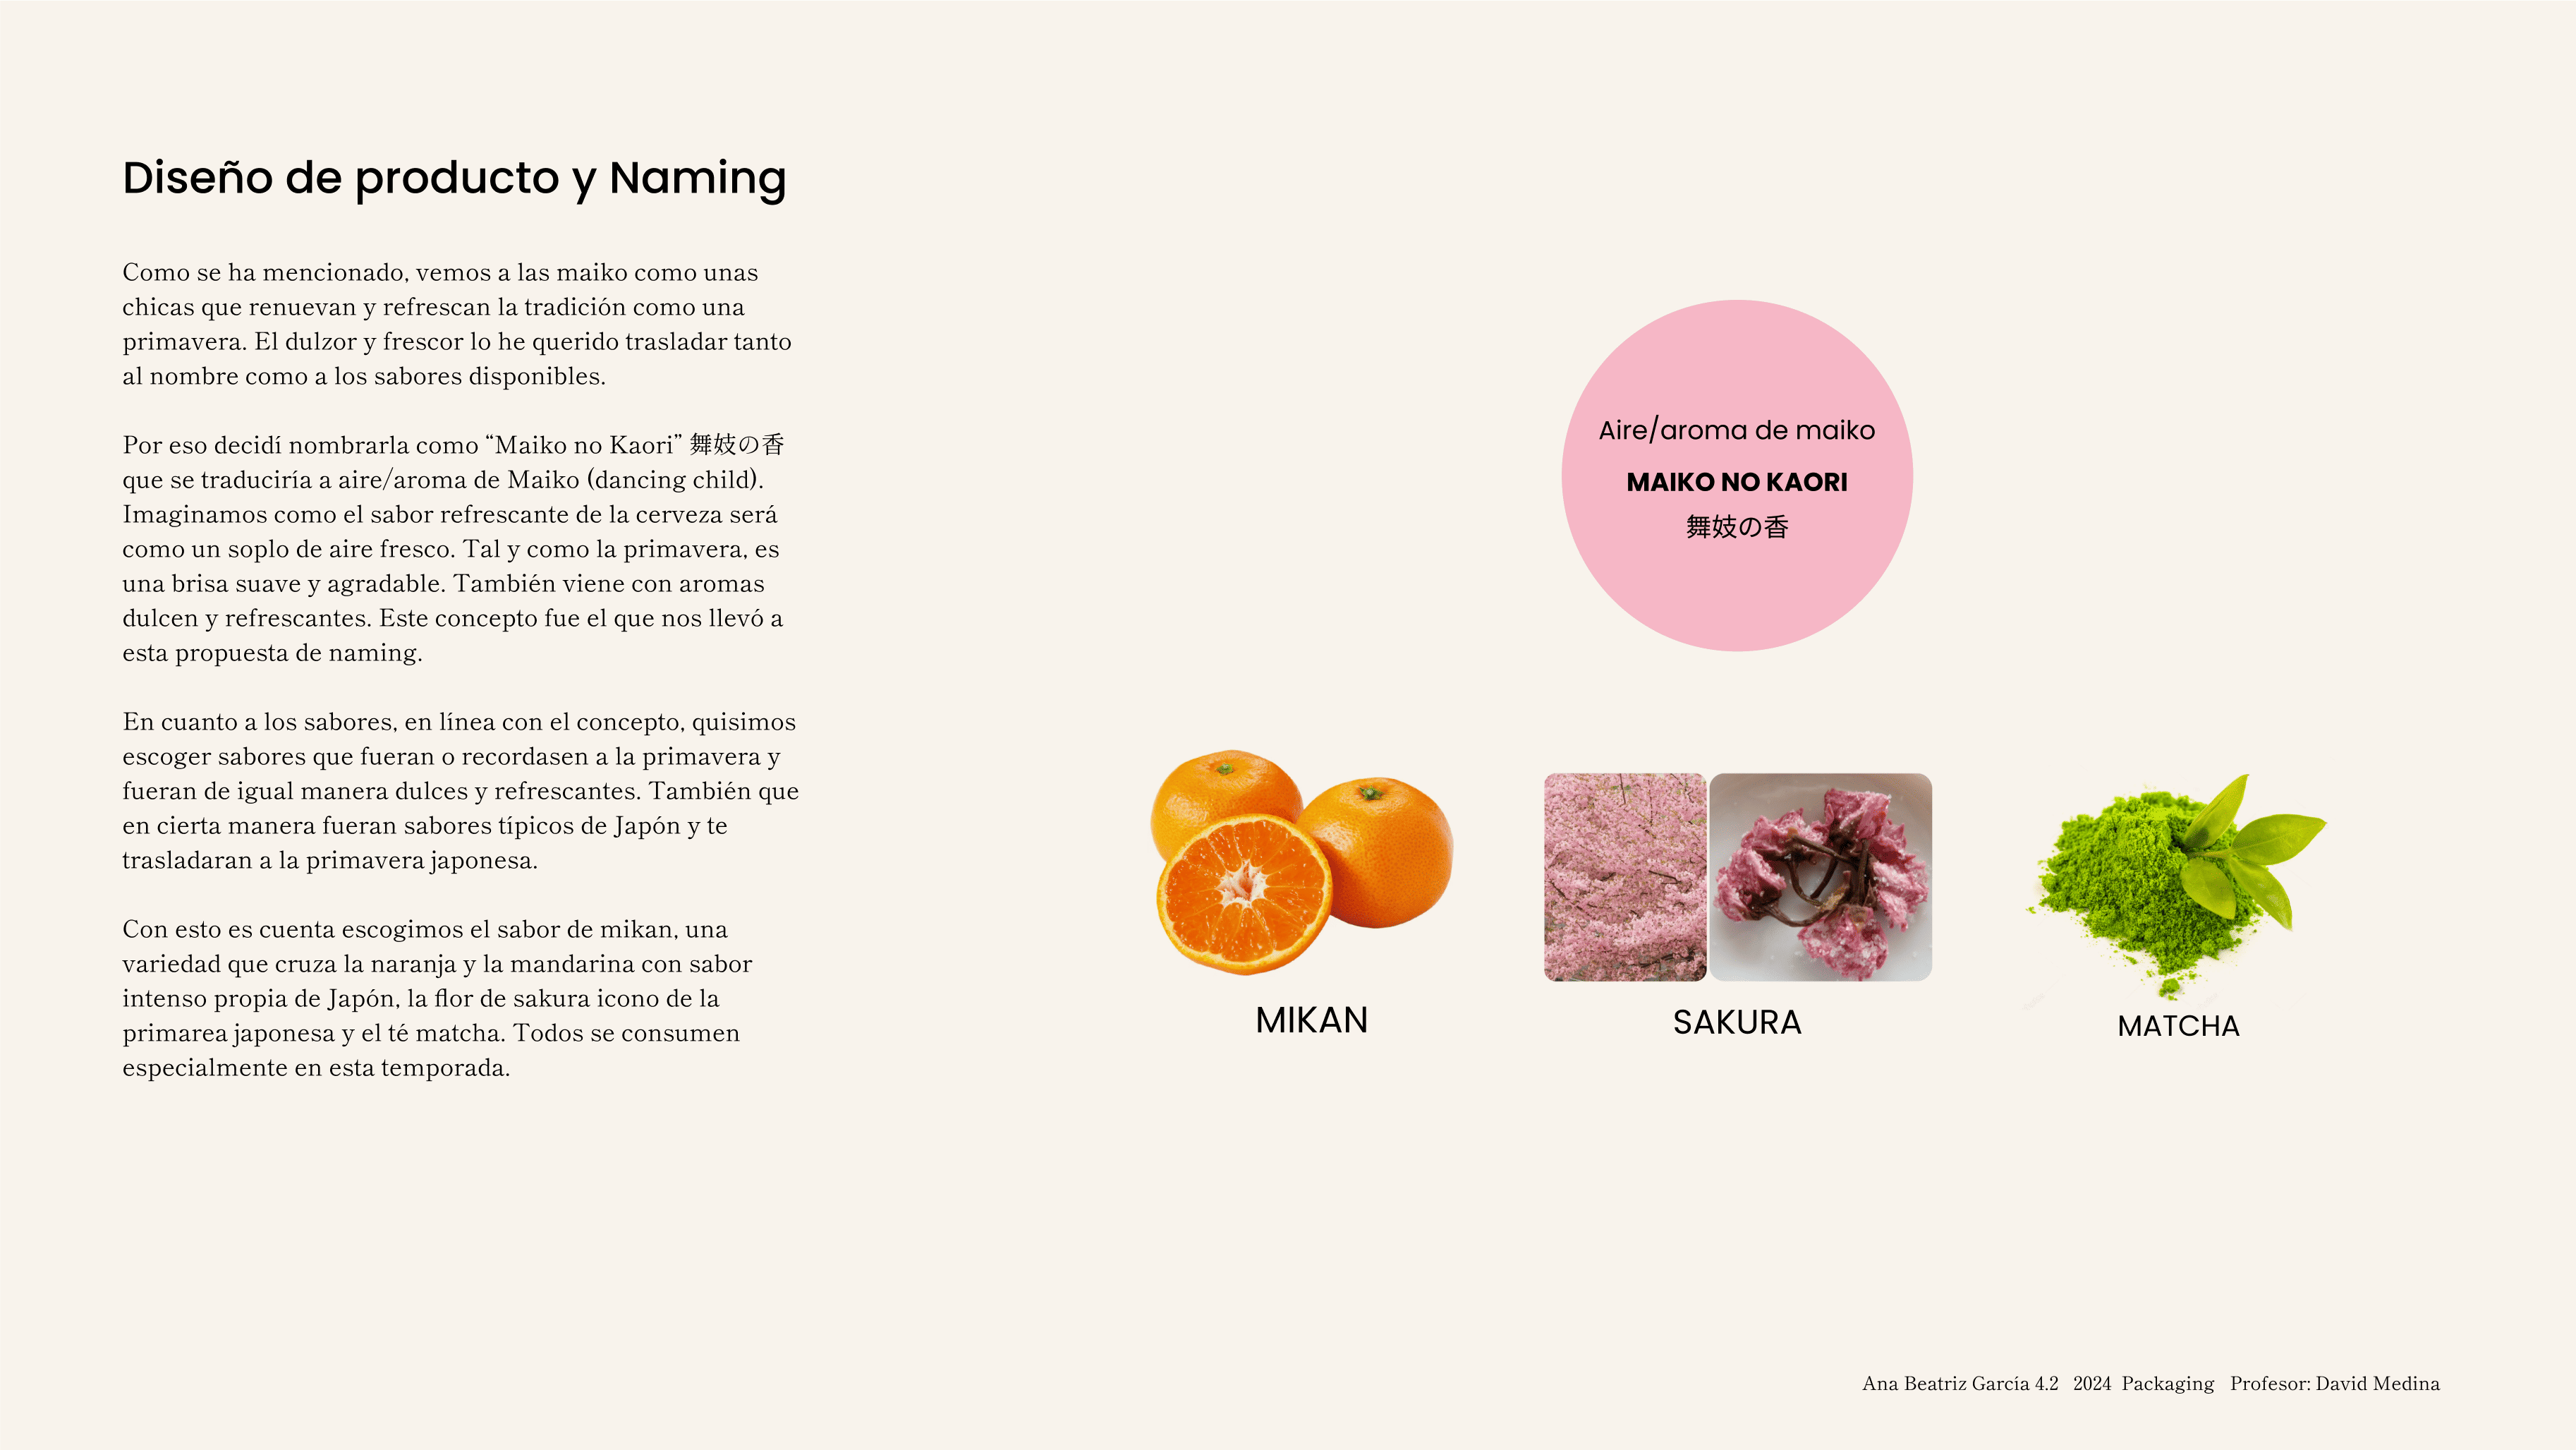 Diseño de producto y Naming
Como se ha mencionado, vemos a las maiko como unas
chicas que renuevan y refrescan la tradición como una
primavera. El dulzor y frescor lo he querido trasladar tanto
al nombre como a los sabores disponibles.
Por eso decidí nombrarla como “Maiko no Kaori” 舞妓の香
que se traduciría a aire/aroma de Maiko (dancing child).
Imaginamos como el sabor refrescante de la cerveza será
como un soplo de aire fresco. Tal y como la primavera, es
una brisa suave y agradable. También viene con aromas
dulcen y refrescantes. Este concepto fue el que nos llevó a
esta propuesta de naming.
En cuanto a los sabores, en línea con el concepto, quisimos
escoger sabores que fueran o recordasen a la primavera y
fueran de igual manera dulces y refrescantes. También que
en cierta manera fueran sabores típicos de Japón y te
trasladaran a la primavera japonesa.
Con esto es cuenta escogimos el sabor de mikan, una
variedad que cruza la naranja y la mandarina con sabor
intenso propia de Japón, la flor de sakura icono de la
primarea japonesa y el té matcha. Todos se consumen
especialmente en esta temporada.
Aire/aroma de maiko
MAIKO NO KAORI
舞妓の香
MIKAN
SAKURA
MATCHA
Ana Beatriz García 4.2 2024 Packaging Profesor: David Medina